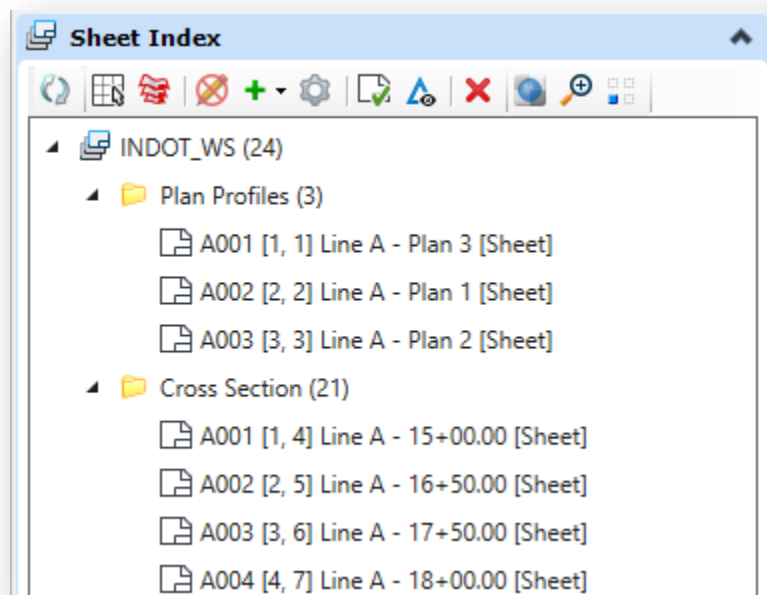 Sheet Index
INDOT_WS (24)
Plan Profiles (3)
A001 [1, 1] Line A - Plan 3 [Sheet]
A002 [2, 2] Line A - Plan 1 [Sheet]
A003 [3, 3] Line A - Plan 2 [Sheet]
Cross Section (21)
A001 [1, 4] Line A - 15+00.00 [Sheet]
A002 [2, 5] Line A - 16+50.00 [Sheet]
A003 [3, 6] Line A - 17+50.00 [Sheet]
A004 [4, 7] Line A - 18+00.00 [Sheet]